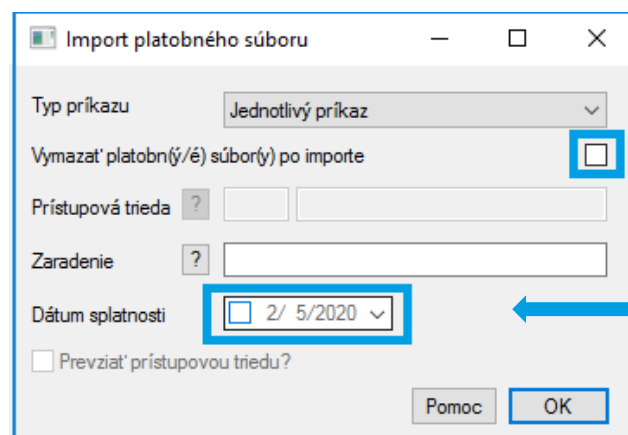 Import platobného súboru
Typ príkazu Jednotlivý príkaz
Vymazať platobn(ý/é) súbor(y) po importe
Prístupová trieda ?
Zaradenie ?
Dátum splatnosti 2/ 5/2020
Prevziať prístupovou triedu?
Pomoc OK